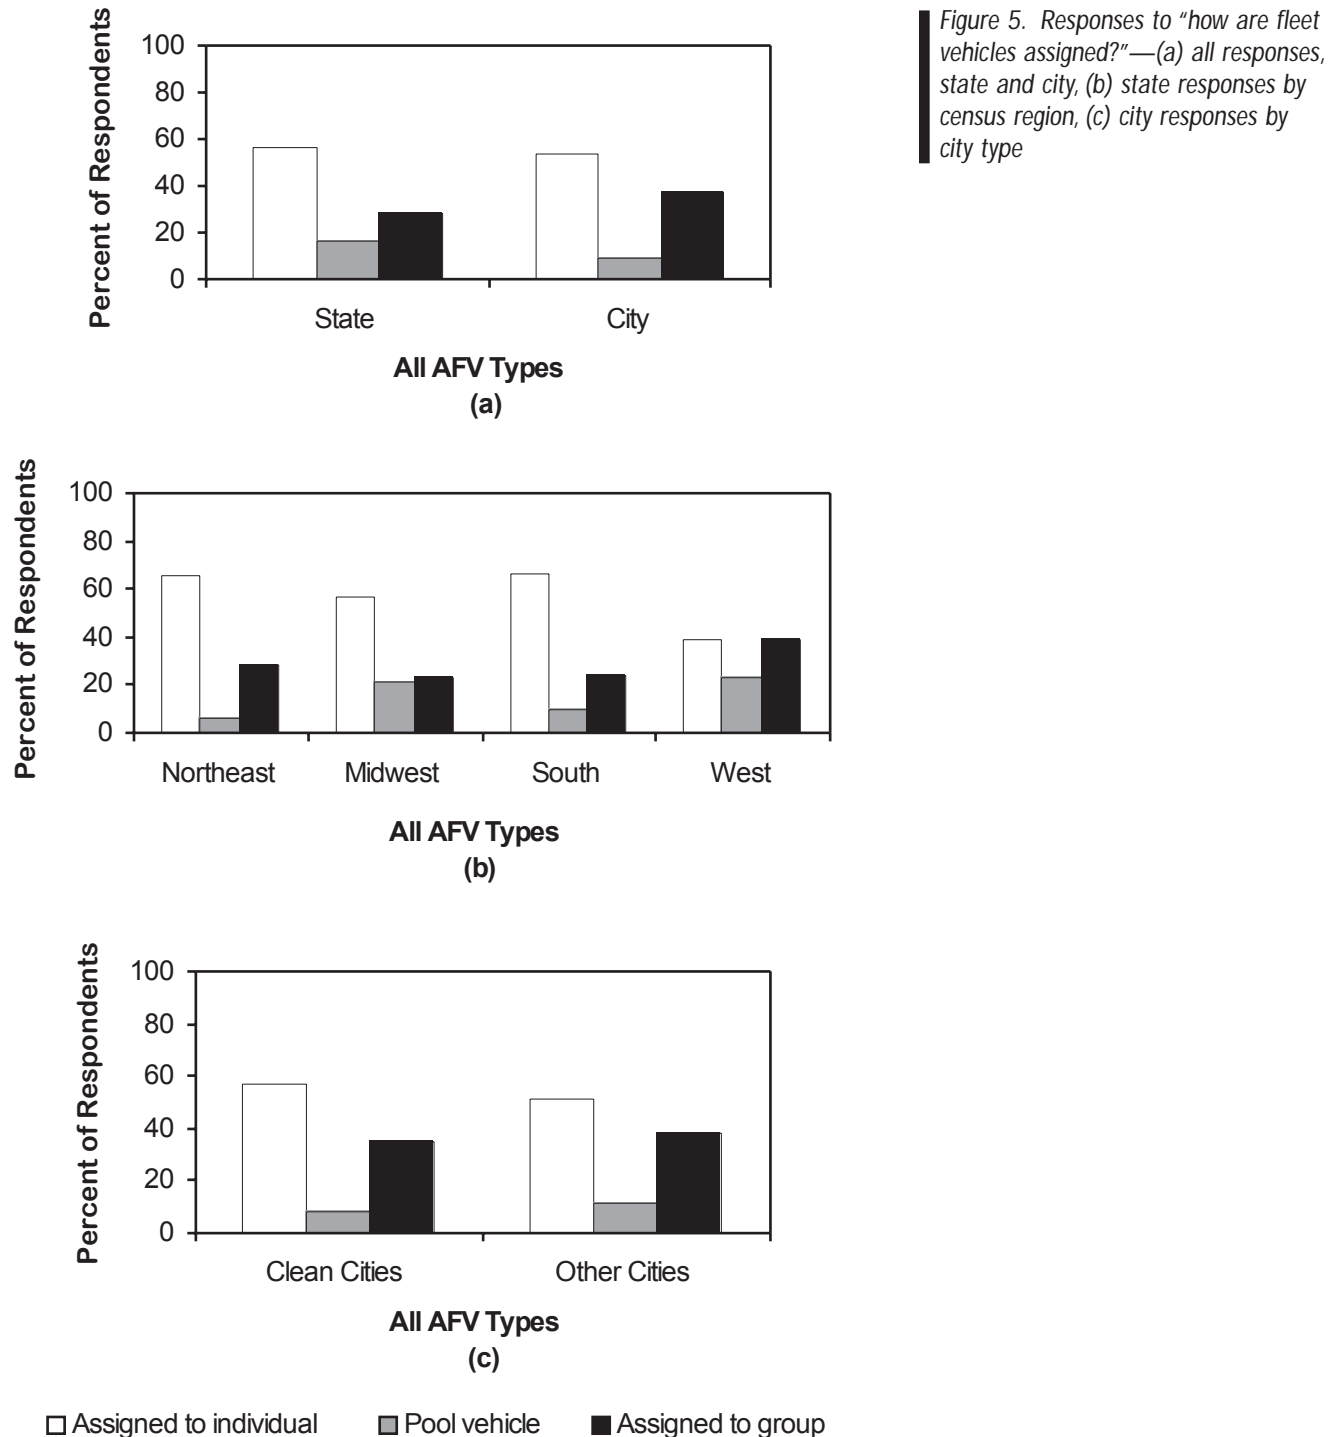 Figure 5. Responses to “how are fleet
vehicles assigned?”—(a) all responses,
state and city, (b) state responses by
census region, (c) city responses by
city type
Percent of Respondents
100
80
60
40
20
0
State City
All AFV Types
(a)
Percent of Respondents
100
80
60
40
20
0
Northeast Midwest South West
All AFV Types
(b)
Percent of Respondents
100
80
60
40
20
0
Clean Cities Other Cities
All AFV Types
(c)
Assigned to individual Pool vehicle Assigned to group